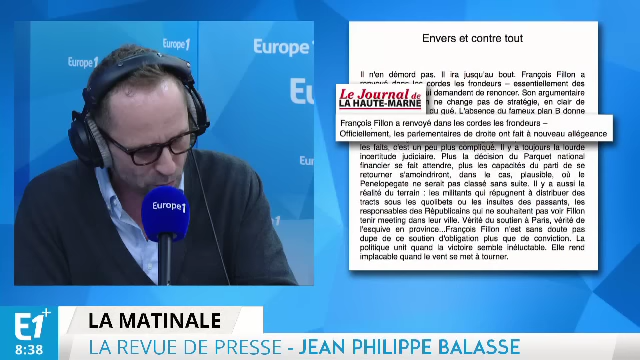 Europe1
Europe1
Europe1
Envers et contre tout
Il n'en démord pas. Il ira jusqu'au bout. François Fillon a
renvoyé dans les cordes les frondeurs – essentiellement des
qui demandent de renoncer. Son argumentaire
ne change pas de stratégie, en clair de
L'absence du fameux plan B donne
Le Journal de
LA HAUTE-MARNE
François Fillon a renvoyé dans les cordes les frondeurs –
Officiellement, les parlementaires de droite ont fait à nouveau allégeance
les faits, c'est un peu plus compliqué. Il y a toujours la lourde
incertitude judiciaire. Plus la décision du Parquet national
financier se fait attendre, plus les capacités du parti de se
retourner s'amoindriront, dans le cas, plausible, où le
Penelopegate ne serait pas classé sans suite. Il y a aussi la
réalité du terrain : les militants qui répugnent à distribuer des
tracts sous les quolibets ou les insultes des passants, les
responsables des Républicains qui ne souhaitent pas voir Fillon
tenir meeting dans leur ville. Vérité du soutien à Paris, vérité de
l'esquive en province...François Fillon n'est sans doute pas
dupe de ce soutien d'obligation plus que de conviction. La
politique unit quand la victoire semble inéluctable. Elle rend
implacable quand le vent se met à tourner.
E1+
8:38
LA MATINALE
LA REVUE DE PRESSE - JEAN PHILIPPE BALASSE